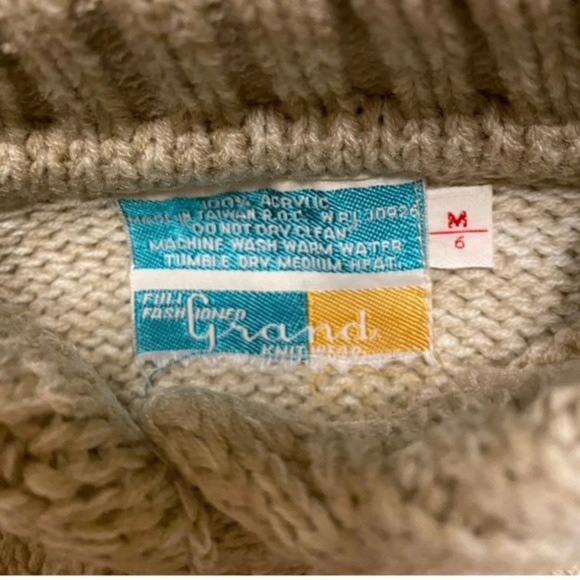 100% ACRYLIC
MADE IN TAIWAN R.O.C. W.P.L 10926
"DO NOT DRY CLEAN"
MACHINE WASH WARM WATER
TUMBLE DRY MEDIUM HEAT.
M
6
FULL
FASHIONED
Grand
KNITWEAR